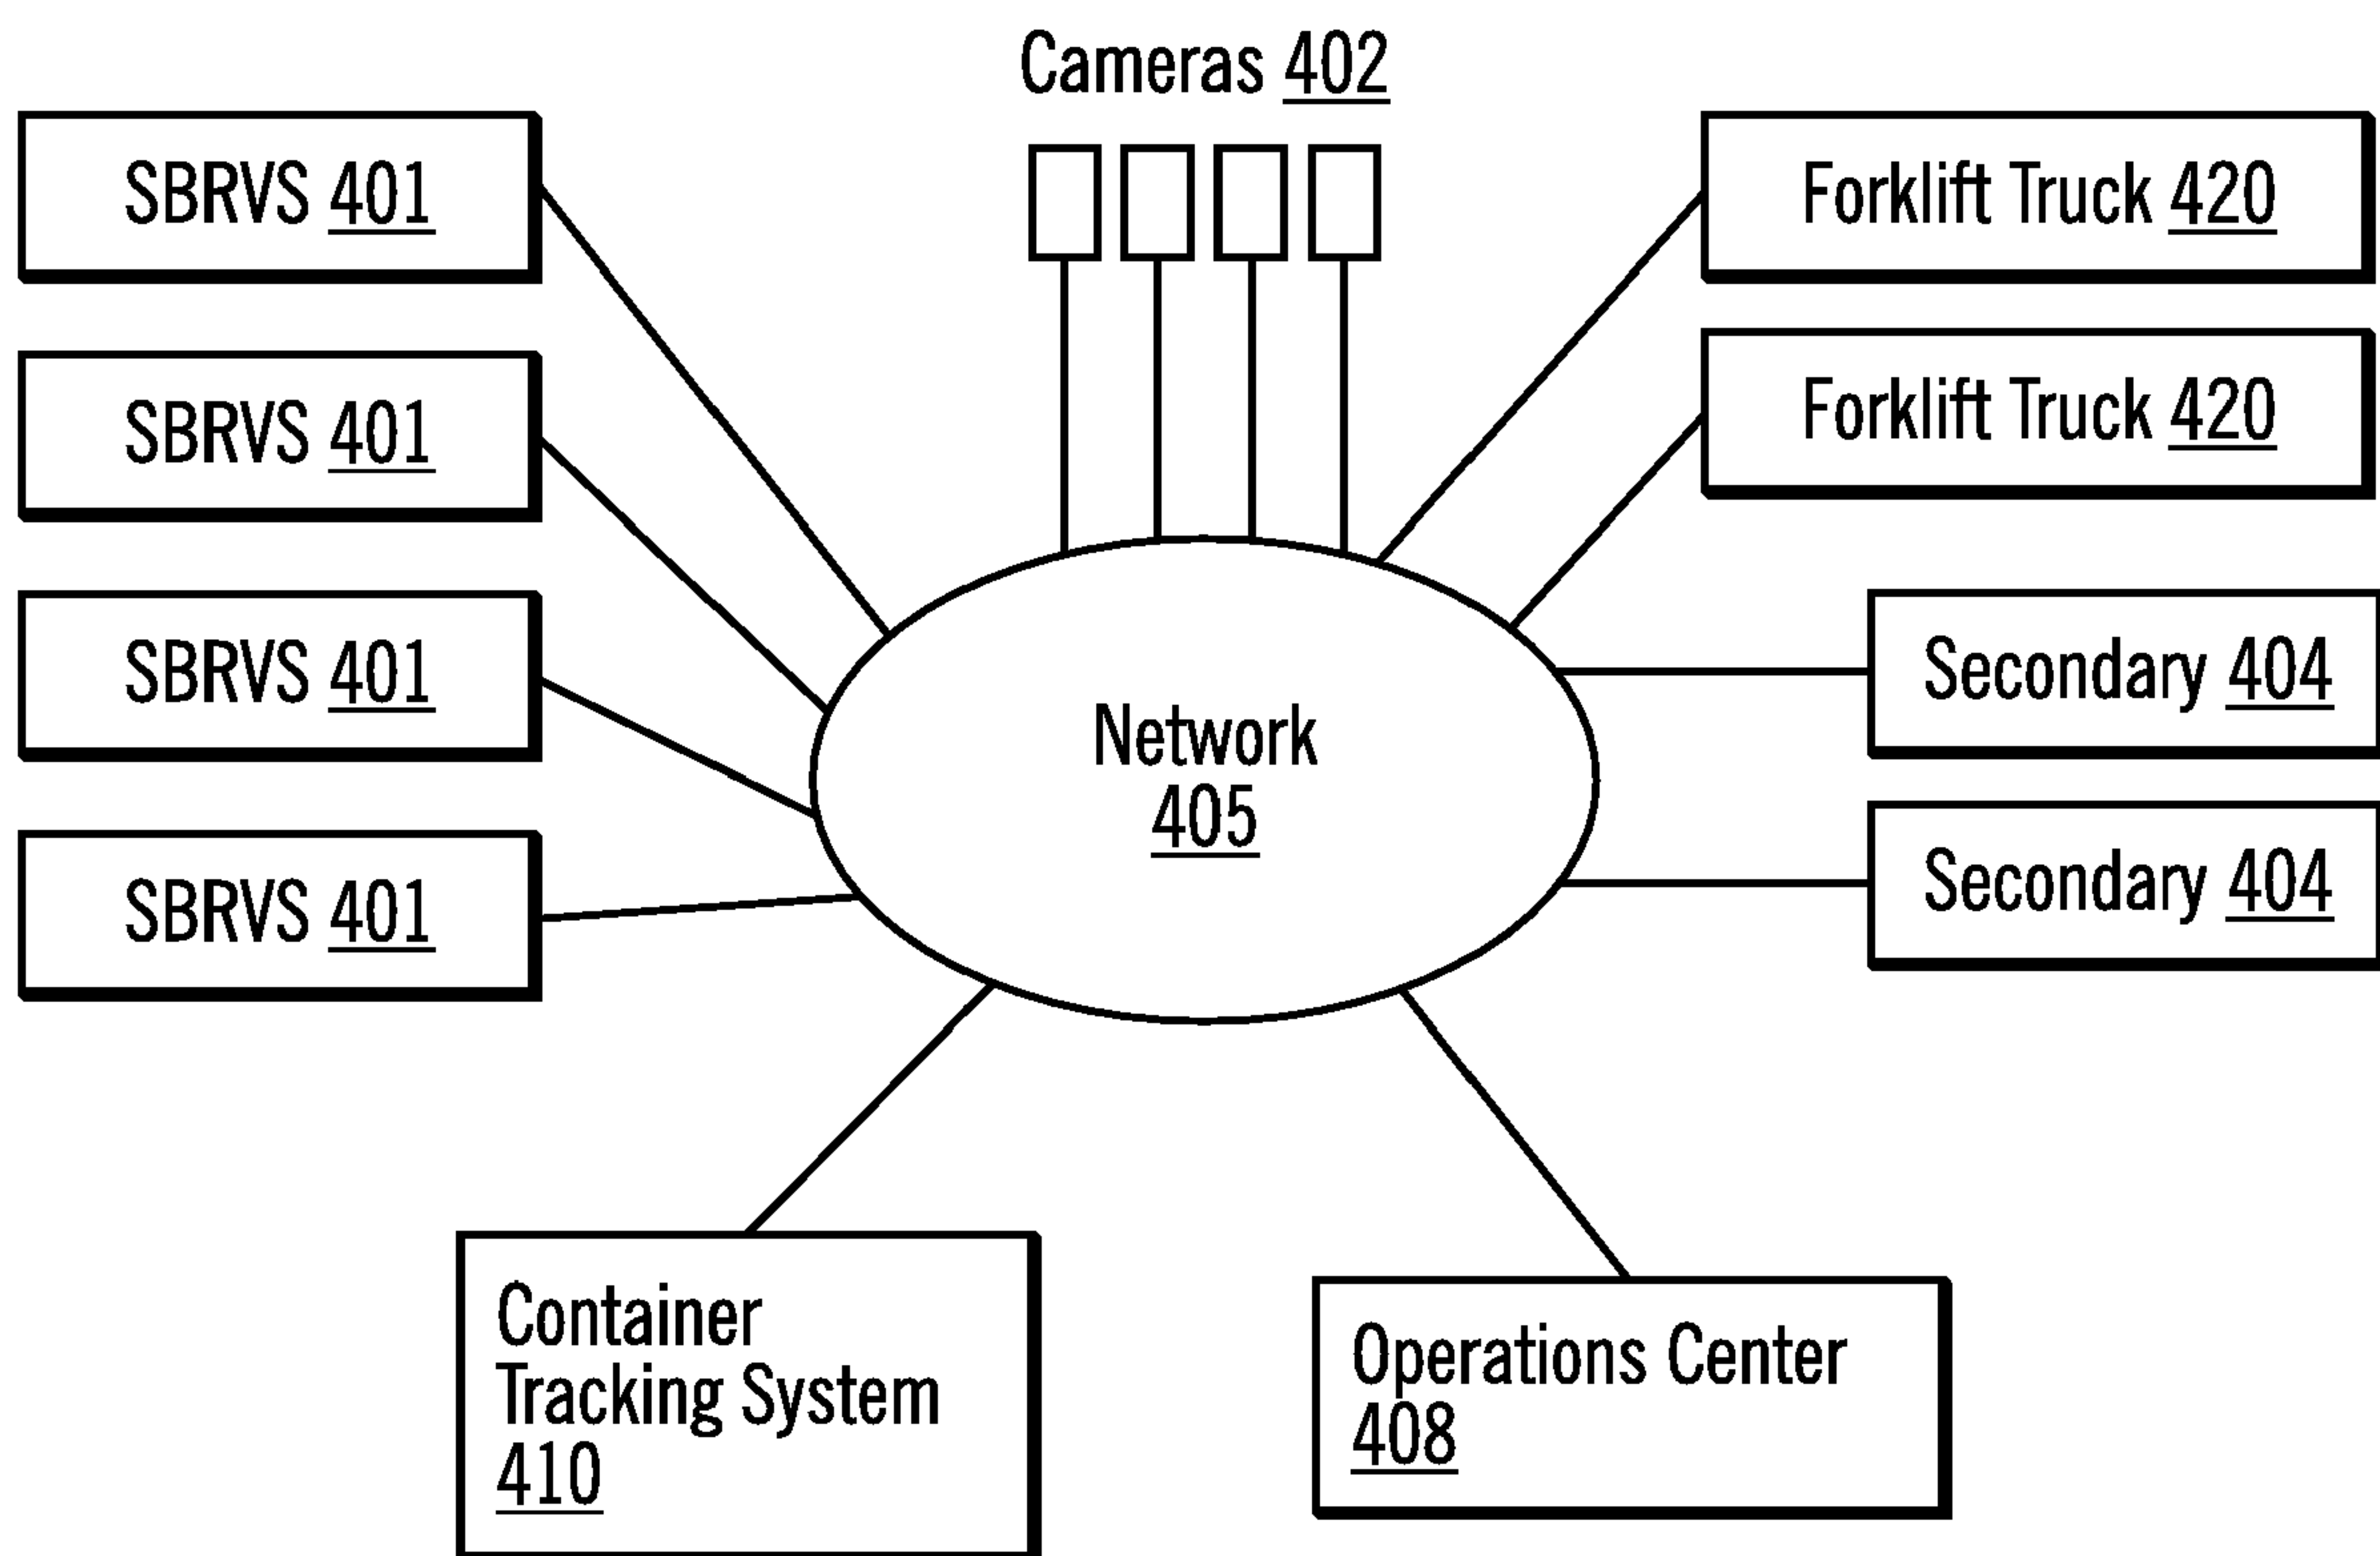 Cameras 402
SBRVS 401
SBRVS 401
SBRVS 401
SBRVS 401
Forklift Truck 420
Forklift Truck 420
Secondary 404
Secondary 404
Network
405
Container
Tracking System
410
Operations Center
408